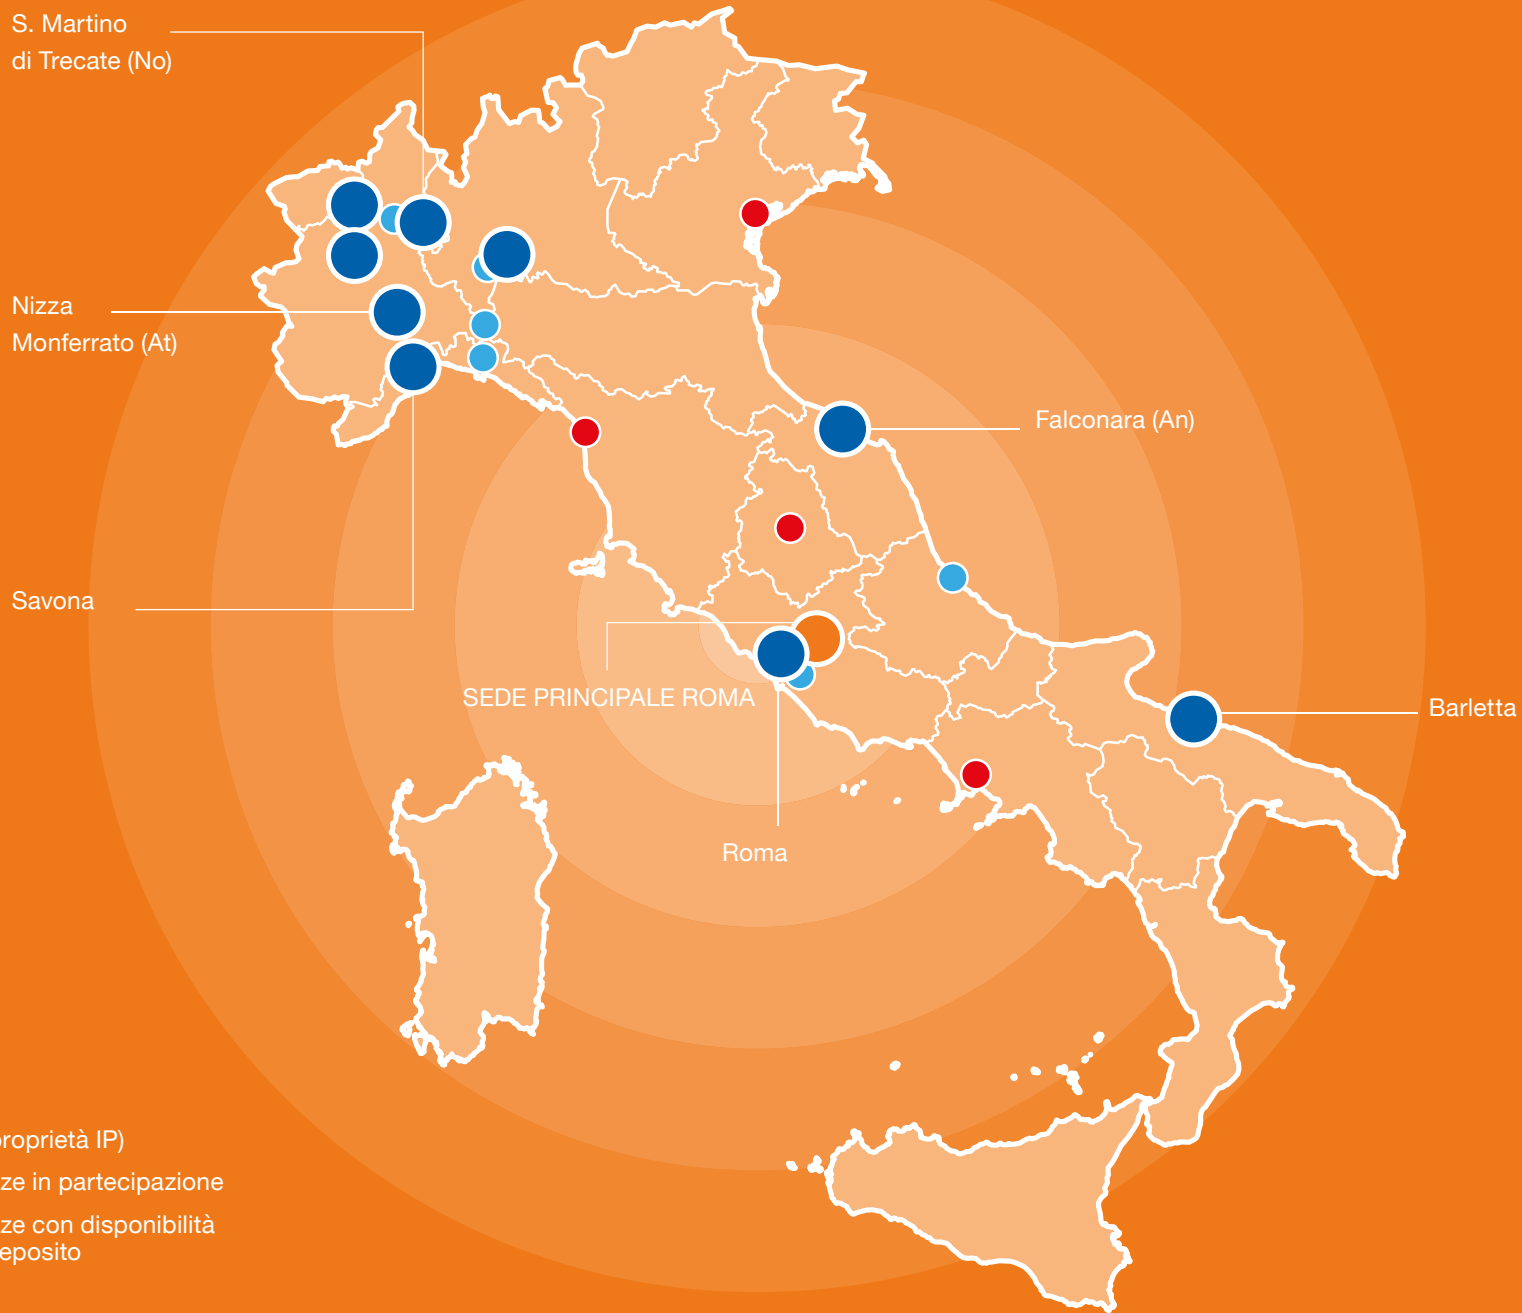 S. Martino
di Trecate (No)
Nizza
Monferrato (At)
Falconara (An)
Savona
SEDE PRINCIPALE ROMA
Barletta
Roma
proprietà IP)
ze in partecipazione
ze con disponibilità
eposito